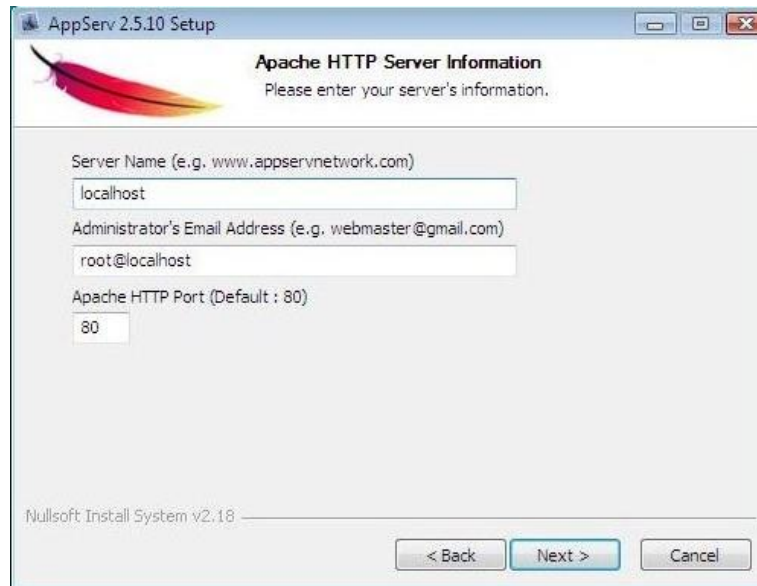 AppServ 2.5.10 Setup
Apache HTTP Server Information
Please enter your server's information.
Server Name (e.g. www.appservnetwork.com)
localhost
Administrator's Email Address (e.g. webmaster@gmail.com)
root@localhost
Apache HTTP Port (Default : 80)
80
Nullsoft Install System v2.18
< Back Next > Cancel